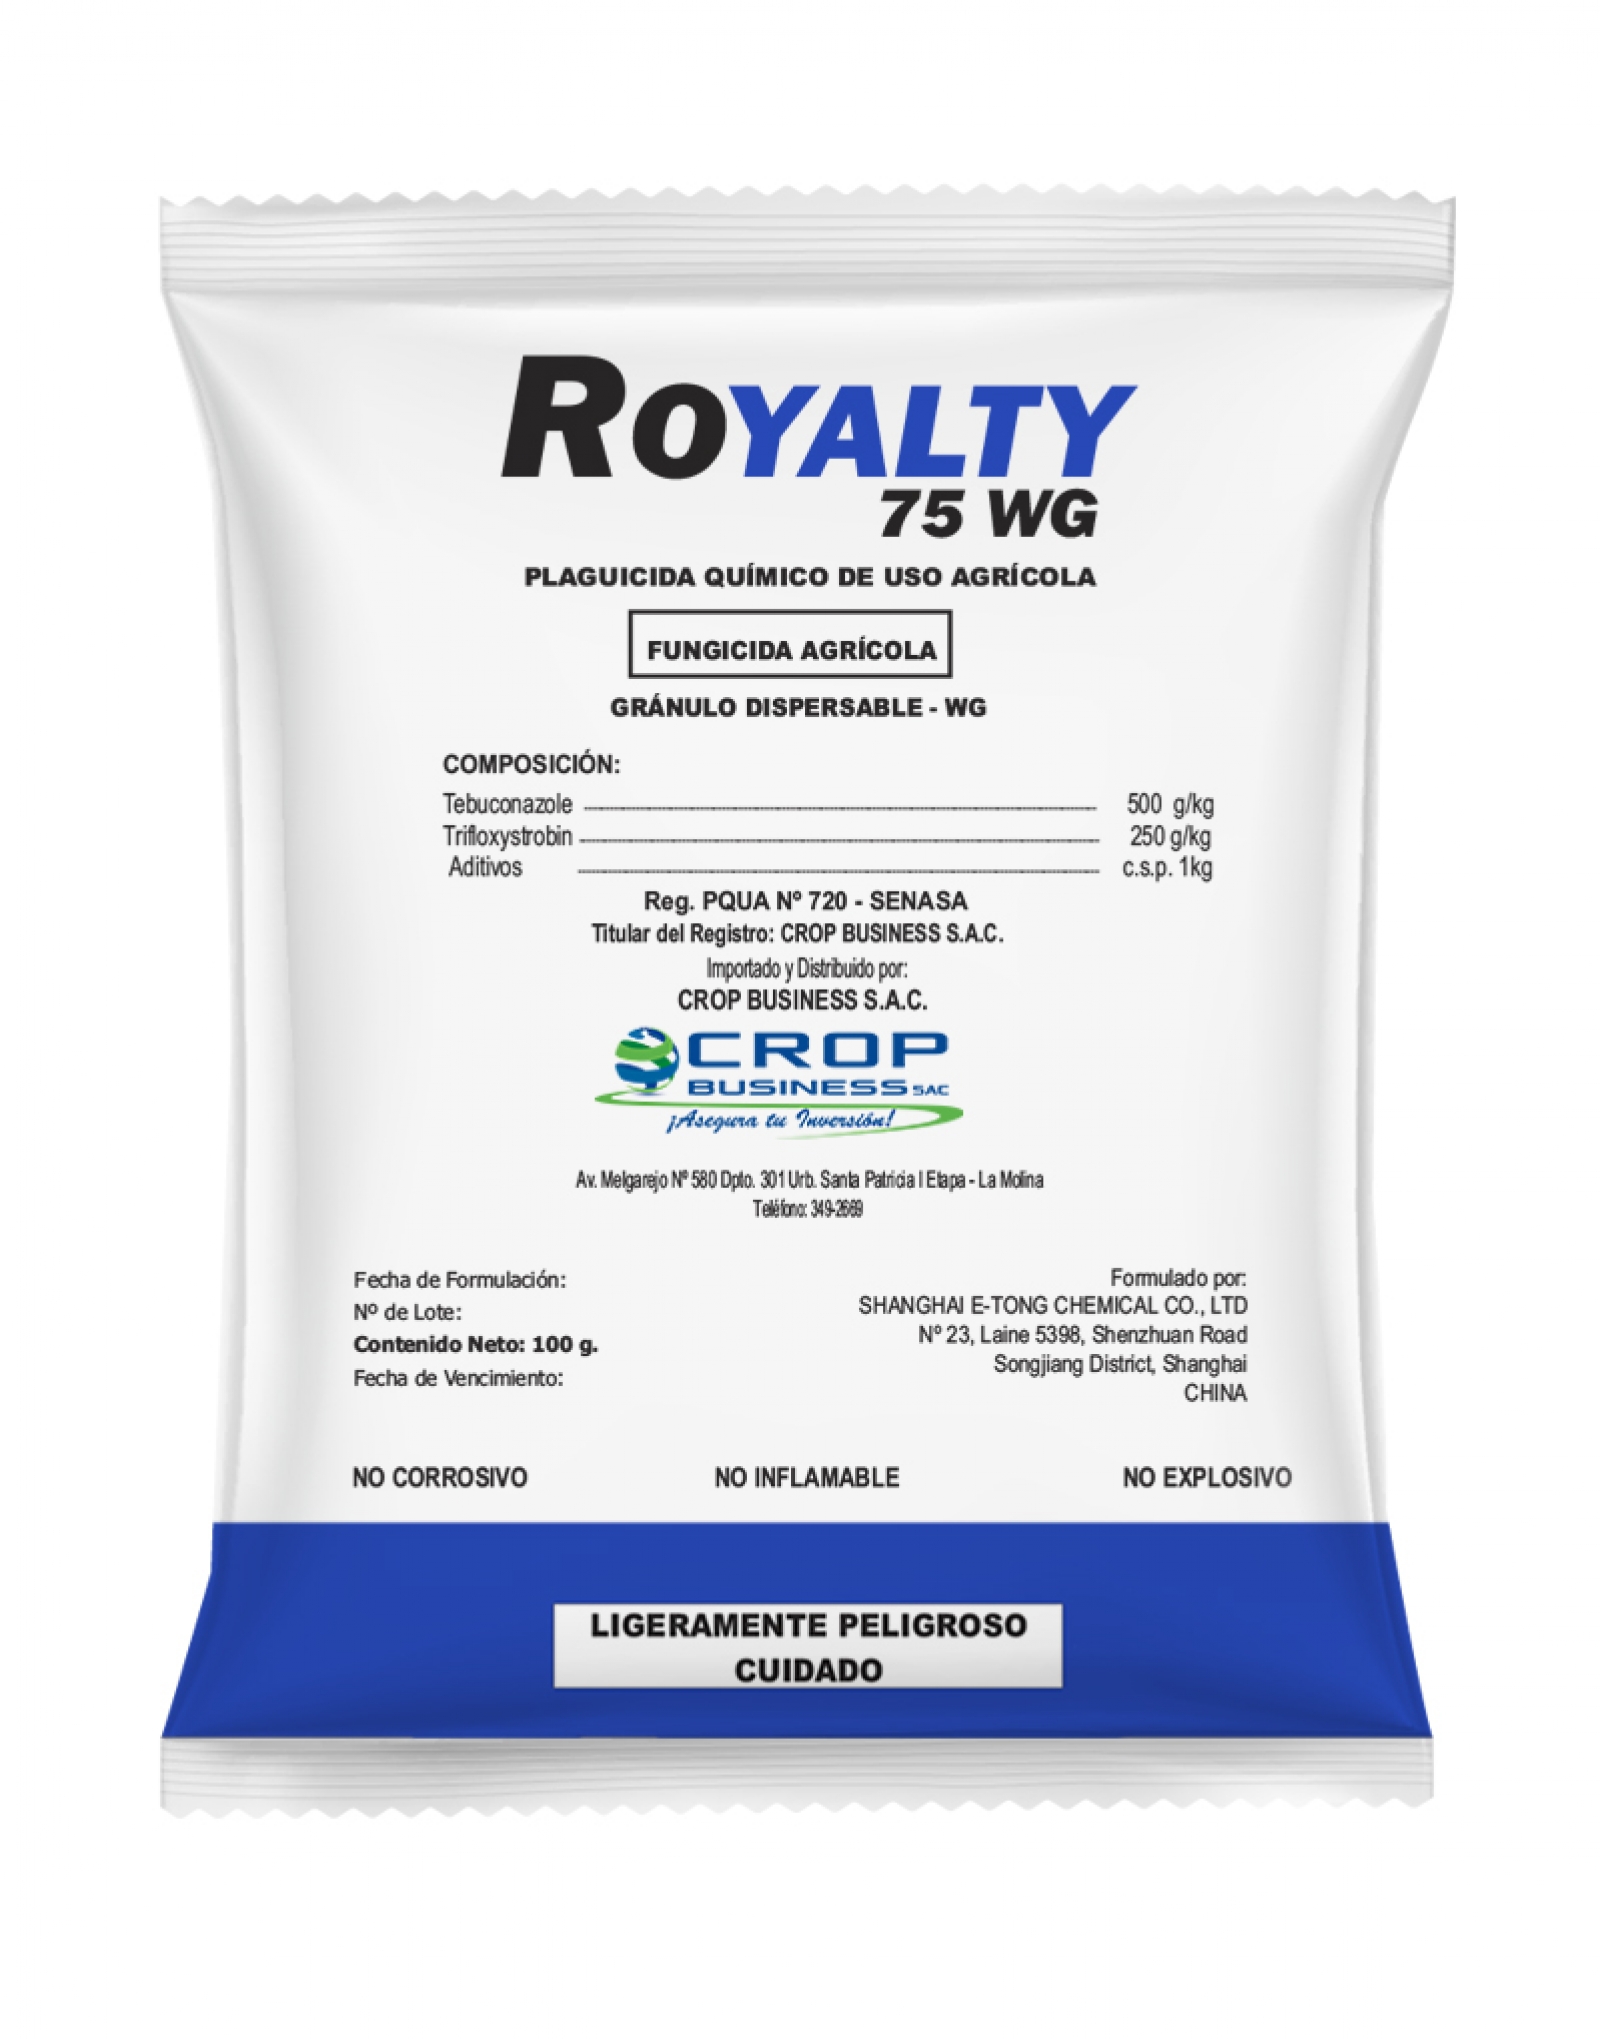 ROYALTY
75 WG
PLAGUICIDA QUÍMICO DE USO AGRÍCOLA
FUNGICIDA AGRÍCOLA
GRÁNULO DISPERSABLE - WG
COMPOSICIÓN:
Tebuconazole 500 g/kg
Trifloxystrobin 250 g/kg
Aditivos c.s.p. 1kg
Reg. PQUA Nº 720 - SENASA
Titular del Registro: CROP BUSINESS S.A.C.
Importado y Distribuido por:
CROP BUSINESS S.A.C.
CROP
BUSINESS SAC
¡Asegura tu Inversión!
Av. Melgarejo Nº 580 Dpto. 301 Urb. Santa Patricia I Etapa - La Molina
Teléfono: 349-2669
Fecha de Formulación:
Nº de Lote:
Contenido Neto: 100 g.
Fecha de Vencimiento:
Formulado por:
SHANGHAI E-TONG CHEMICAL CO., LTD
Nº 23, Laine 5398, Shenzhuan Road
Songjiang District, Shanghai
CHINA
NO CORROSIVO NO INFLAMABLE NO EXPLOSIVO
LIGERAMENTE PELIGROSO
CUIDADO